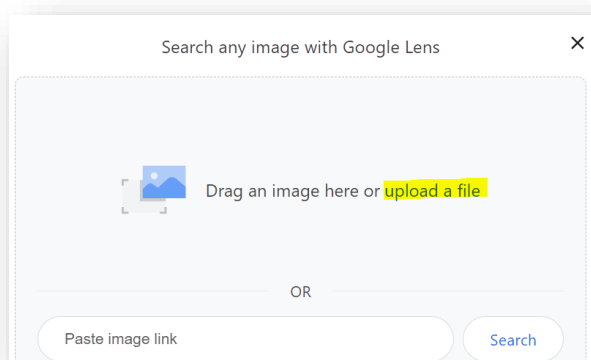 Search any image with Google Lens
Drag an image here or upload a file
OR
Paste image link
Search